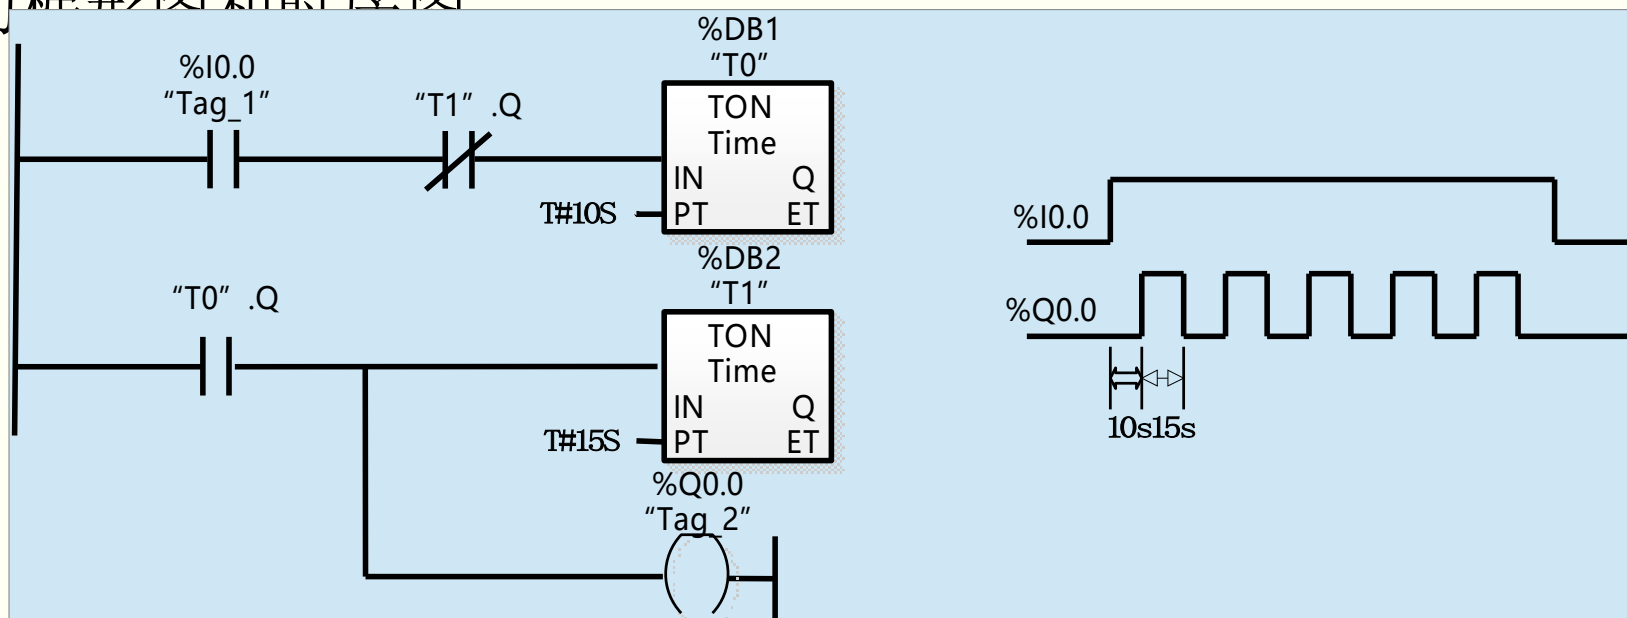 %DB1
“T0”
%I0.0
“Tag_1”
“T1” .Q
TON
Time
IN Q
T#10S
PT ET
%DB2
“T1”
“T0” .Q
TON
Time
IN Q
T#15S
PT ET
%Q0.0
“Tag_2”
%I0.0
%Q0.0
10s15s